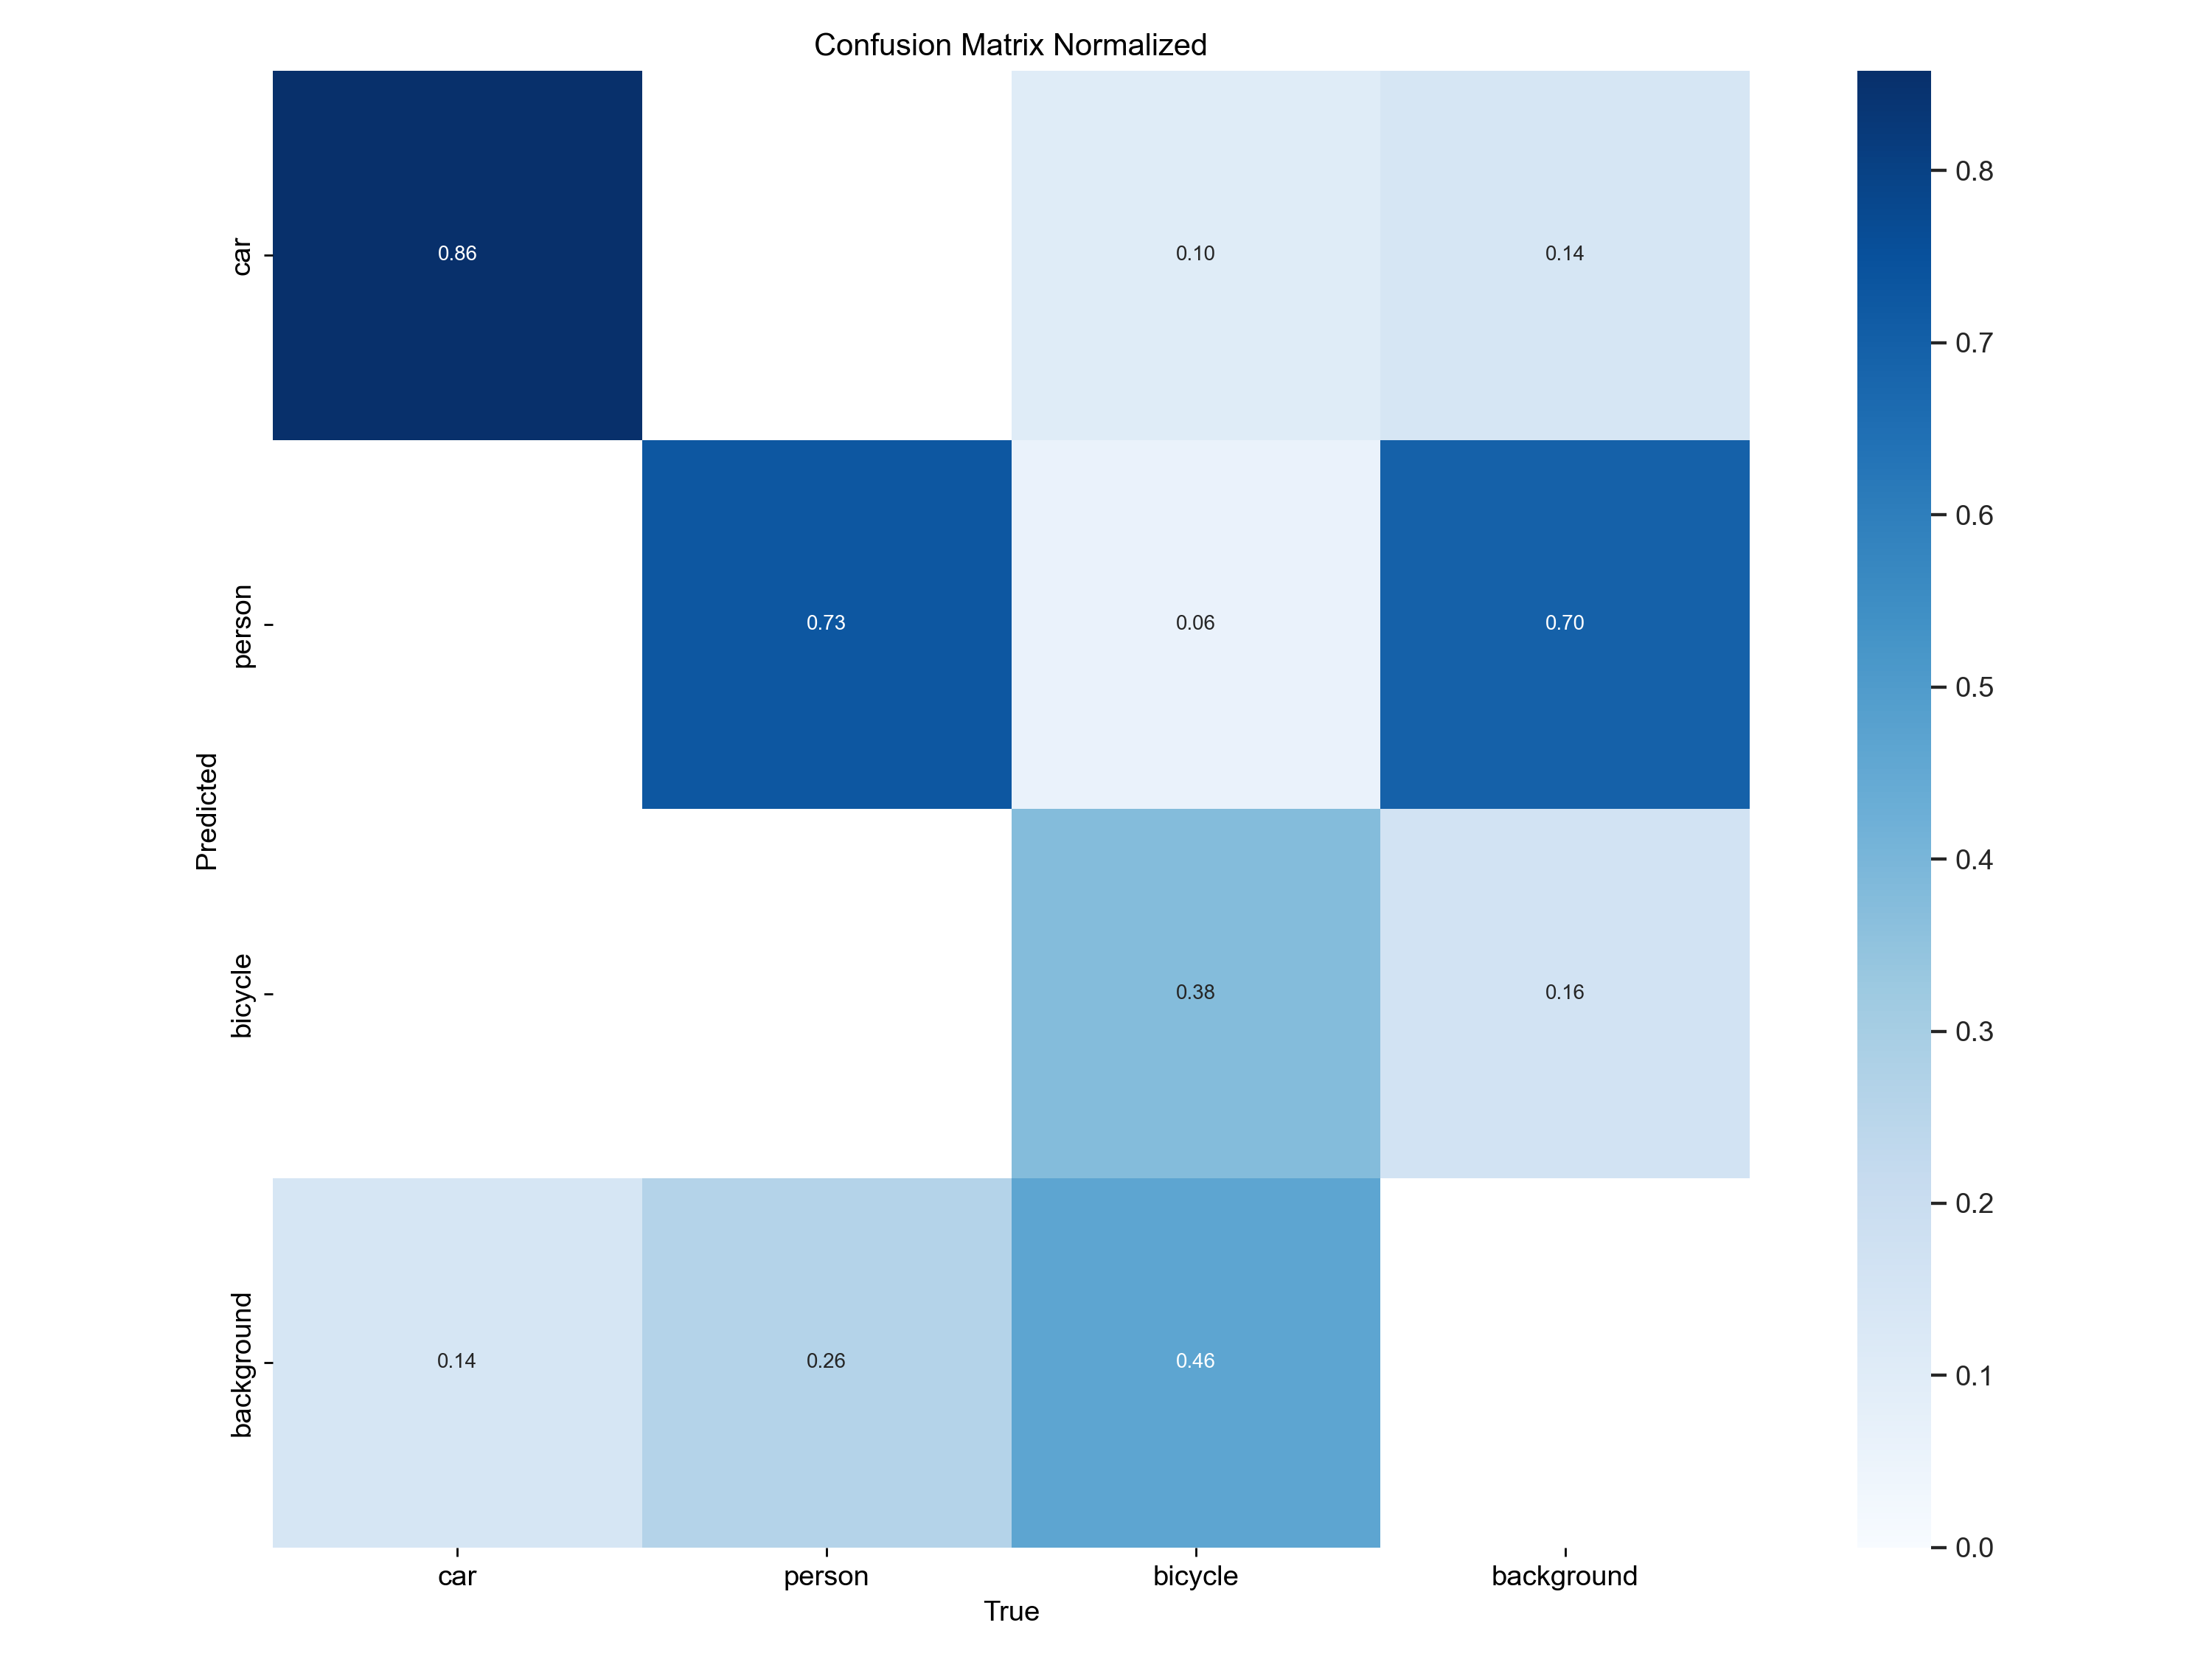 Confusion Matrix Normalized
car
0.86
0.10
0.14
person
0.73
0.06
0.70
bicycle
0.38
0.16
background
0.14
0.26
0.46
Predicted
car
person
bicycle
background
True
0.8
0.7
0.6
0.5
0.4
0.3
0.2
0.1
0.0